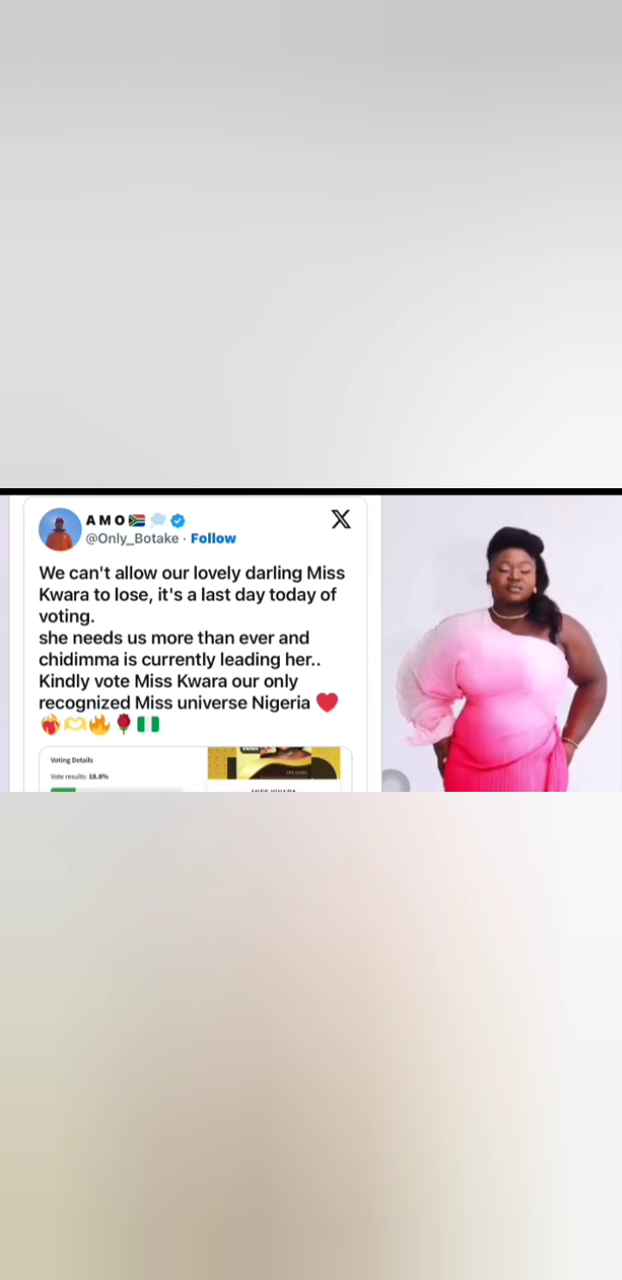 A M O🇿🇦💭
@Only_Botake · Follow
We can't allow our lovely darling Miss
Kwara to lose, it's a last day today of
voting.
she needs us more than ever and
chidimma is currently leading her..
Kindly vote Miss Kwara our only
recognized Miss universe Nigeria ❤️
❤️‍🔥🫶🔥🌹🇳🇬
Voting Details
Vote results: 18.8%